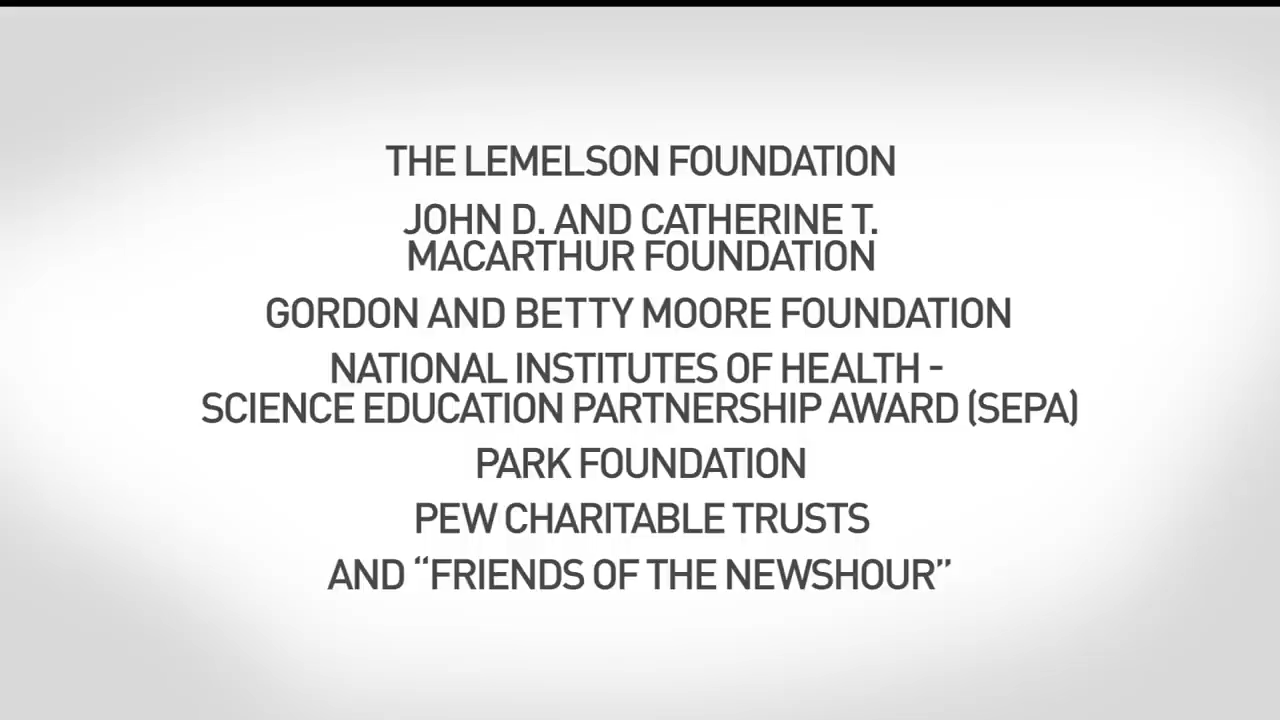 THE LEMELSON FOUNDATION
JOHN D. AND CATHERINE T.
MACARTHUR FOUNDATION
GORDON AND BETTY MOORE FOUNDATION
NATIONAL INSTITUTES OF HEALTH -
SCIENCE EDUCATION PARTNERSHIP AWARD (SEPA)
PARK FOUNDATION
PEW CHARITABLE TRUSTS
AND “FRIENDS OF THE NEWSHOUR”